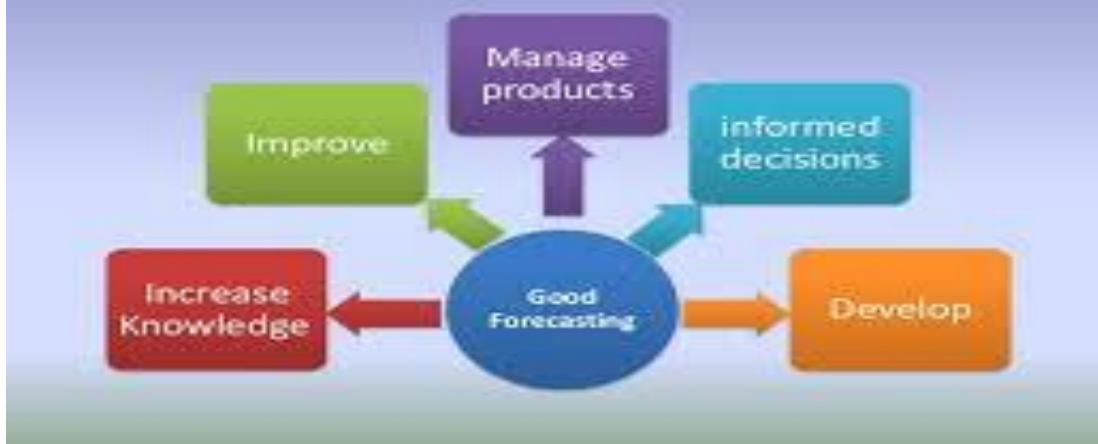 Manage
products
Improve
informed
decisions
Increase
Knowledge
Good
Forecasting
Develop